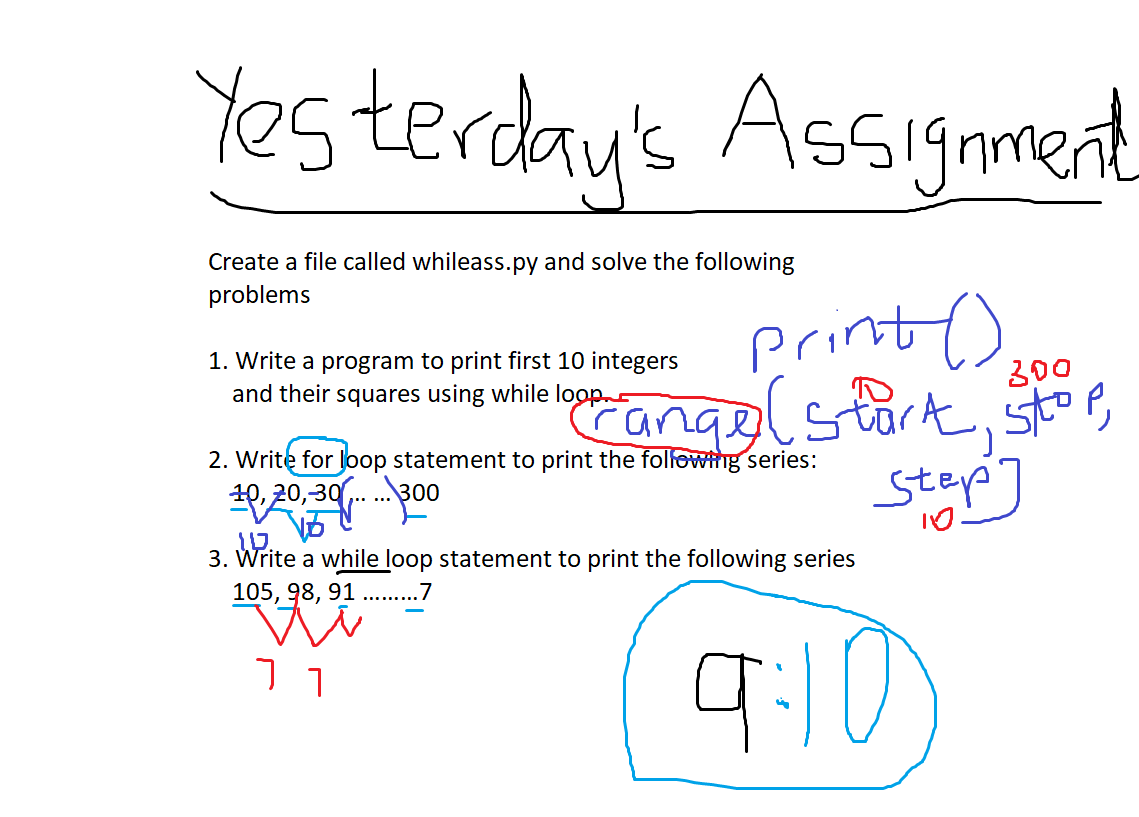 Yesterday's Assignment
Create a file called whileass.py and solve the following
problems
print()
1. Write a program to print first 10 integers
and their squares using while loop.
300
10
range(start, stop,
2. Write for loop statement to print the following series:
step]
10, 20, 30,... ... 300
10
10 10
3. Write a while loop statement to print the following series
105, 98, 91 .........7
7 7
9:10